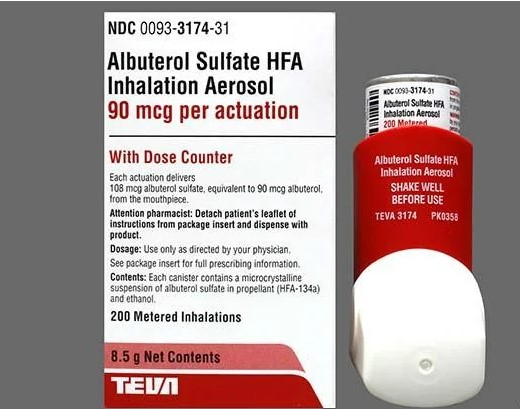 NDC 0093-3174-31
Albuterol Sulfate HFA
Inhalation Aerosol
90 mcg per actuation
With Dose Counter
Each actuation delivers
108 mcg albuterol sulfate, equivalent to 90 mcg albuterol,
from the mouthpiece.
Attention pharmacist: Detach patient's leaflet of
instructions from package insert and dispense with
product.
Dosage: Use only as directed by your physician.
See package insert for full prescribing information.
Contents: Each canister contains a microcrystalline
suspension of albuterol sulfate in propellant (HFA-134a)
and ethanol.
200 Metered Inhalations
8.5 g Net Contents
TEVA
NDC 0093-3174-31
Albuterol Sulfate HFA
Inhalation Aerosol
200 Metered
Albuterol Sulfate HFA
Inhalation Aerosol
SHAKE WELL
BEFORE USE
TEVA 3174 PK0358